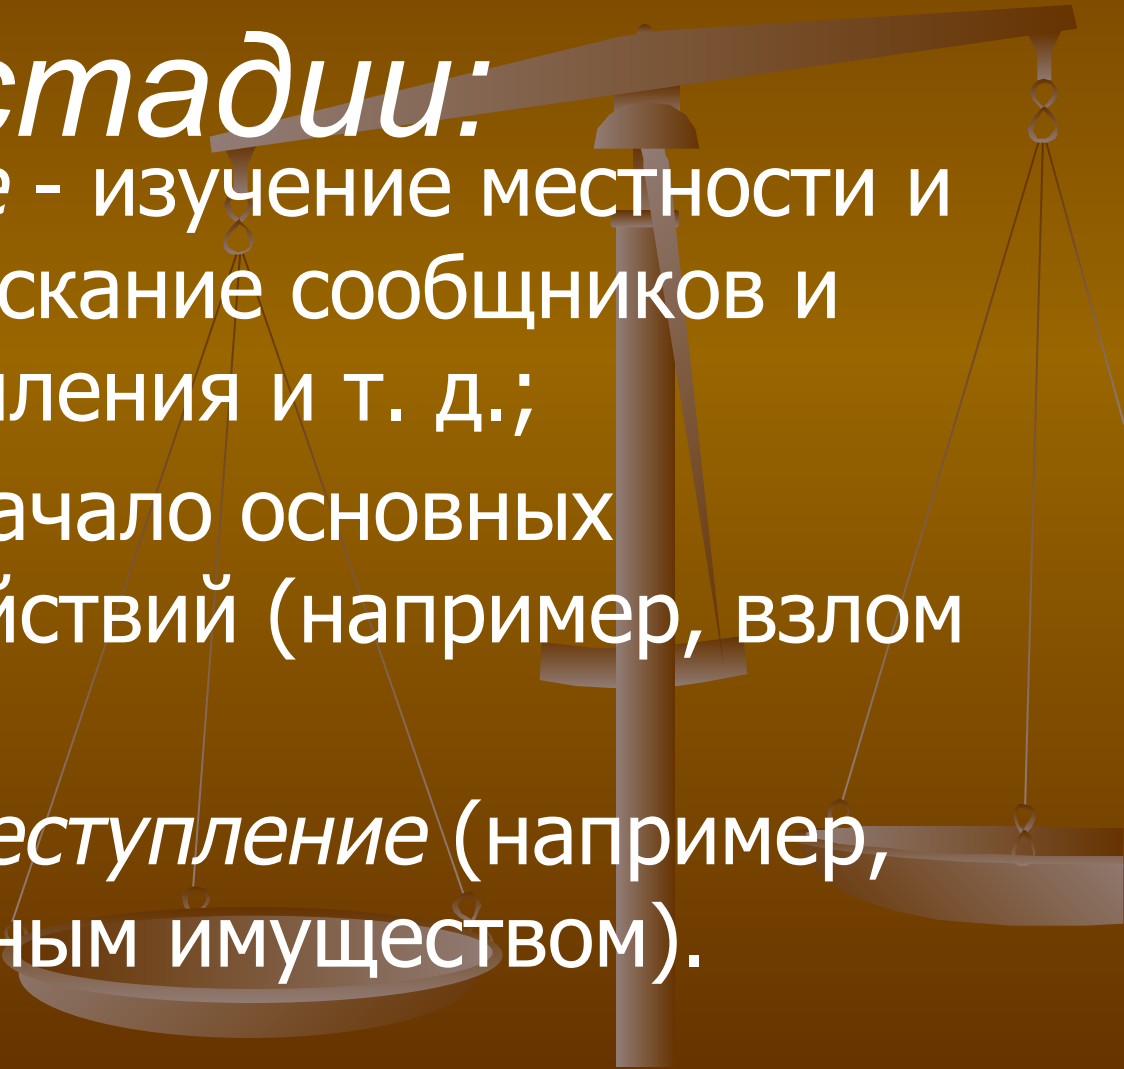 стадии:
е - изучение местности и
скание сообщников и
ления и т. д.;
ачало основных
йствий (например, взлом
еступление (например,
ным имуществом).